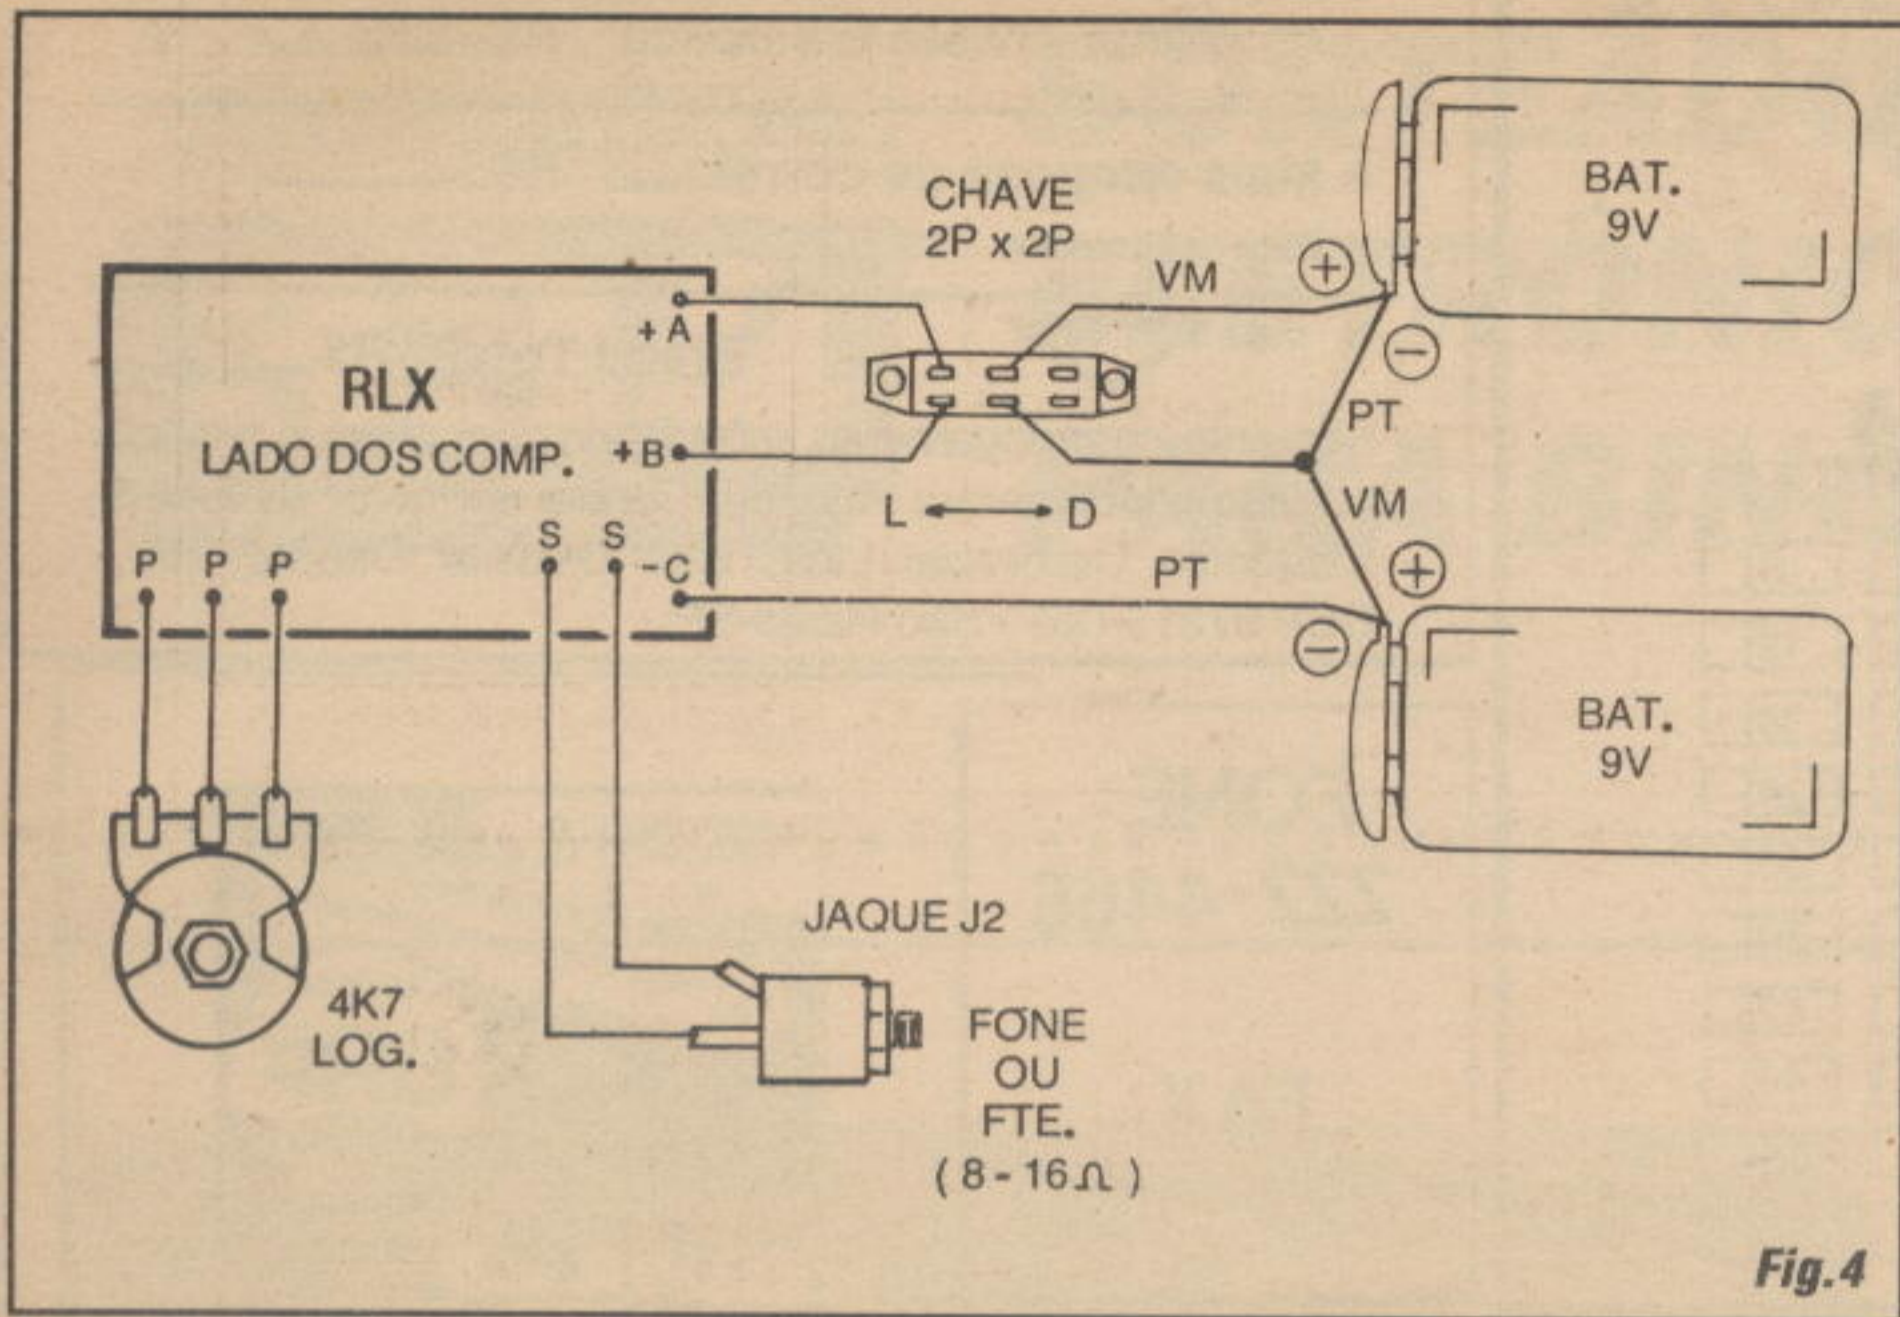 CHAVE
2P x 2P
BAT.
9V
VM
+
−
+ A
RLX
LADO DOS COMP.
+ B
PT
VM
L D
P P P
S S
- C
PT
+
−
BAT.
9V
4K7
LOG.
JAQUE J2
FONE
OU
FTE.
( 8 - 16 Ω )
Fig. 4